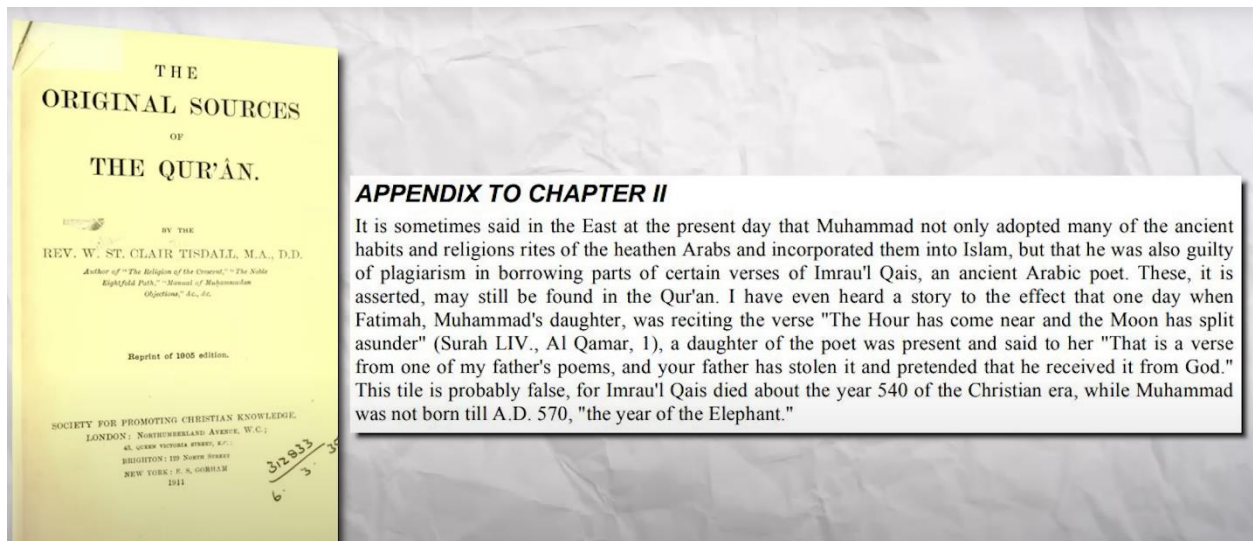 THE
ORIGINAL SOURCES
OF
THE QUR'ÂN.
BY THE
REV. W. ST. CLAIR TISDALL, M.A., D.D.
Author of "The Religion of the Crescent," "The Noble
Eightfold Path," "Manual of Muḥammadan
Objections," &c., &c.
Reprint of 1905 edition.
SOCIETY FOR PROMOTING CHRISTIAN KNOWLEDGE,
LONDON: NORTHUMBERLAND AVENUE, W.C.;
43, QUEEN VICTORIA STREET, E.C.;
BRIGHTON: 129 NORTH STREET
NEW YORK: E. S. GORHAM
1911
312833
6. 3.
APPENDIX TO CHAPTER II
It is sometimes said in the East at the present day that Muhammad not only adopted many of the ancient
habits and religions rites of the heathen Arabs and incorporated them into Islam, but that he was also guilty
of plagiarism in borrowing parts of certain verses of Imrau'l Qais, an ancient Arabic poet. These, it is
asserted, may still be found in the Qur'an. I have even heard a story to the effect that one day when
Fatimah, Muhammad's daughter, was reciting the verse "The Hour has come near and the Moon has split
asunder" (Surah LIV., Al Qamar, 1), a daughter of the poet was present and said to her "That is a verse
from one of my father's poems, and your father has stolen it and pretended that he received it from God."
This tile is probably false, for Imrau'l Qais died about the year 540 of the Christian era, while Muhammad
was not born till A.D. 570, "the year of the Elephant."